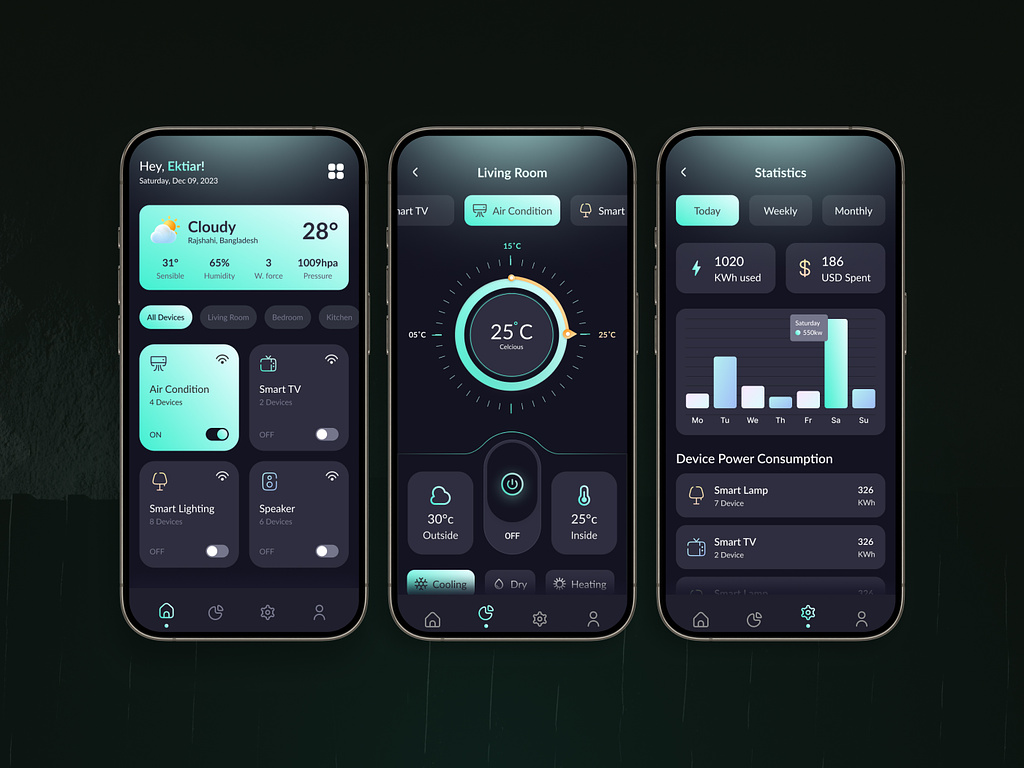 Hey, Ektiar!
Saturday, Dec 09, 2023
Cloudy
Rajshahi, Bangladesh
28°
31° 65% 3 1009hpa
Sensible Humidity W. force Pressure
All Devices Living Room Bedroom Kitchen
Air Condition
4 Devices
ON
Smart TV
2 Devices
OFF
Smart Lighting
8 Devices
OFF
Speaker
6 Devices
OFF
Living Room
mart TV Air Condition Smart
15°C
05°C
25°C
Celcious
25°C
30°c
Outside
OFF
25°c
Inside
Cooling Dry Heating
Statistics
Today Weekly Monthly
1020
KWh used
$
186
USD Spent
Saturday
550kw
Mo Tu We Th Fr Sa Su
Device Power Consumption
Smart Lamp
7 Device
326
KWh
Smart TV
2 Device
326
KWh
Smart Lamp